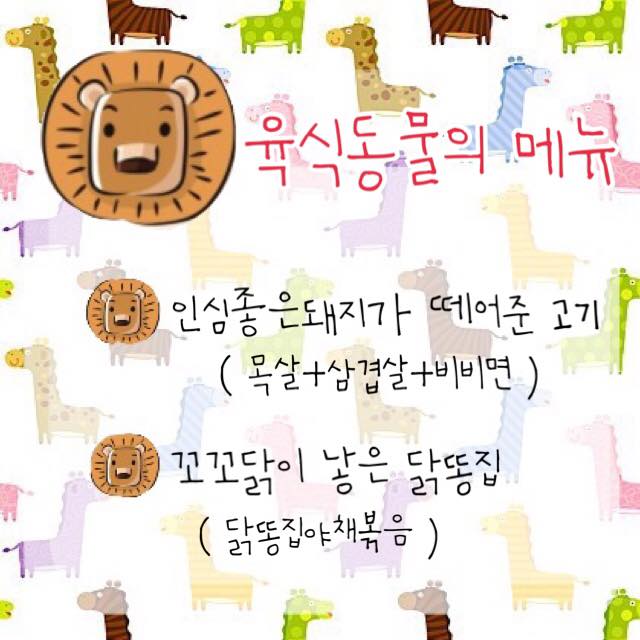 육식동물의 메뉴
인심좋은돼지가 떼어준 고기
( 목살+삼겹살+비비면 )
꼬꼬닭이 낳은 닭똥집
( 닭똥집야채볶음 )